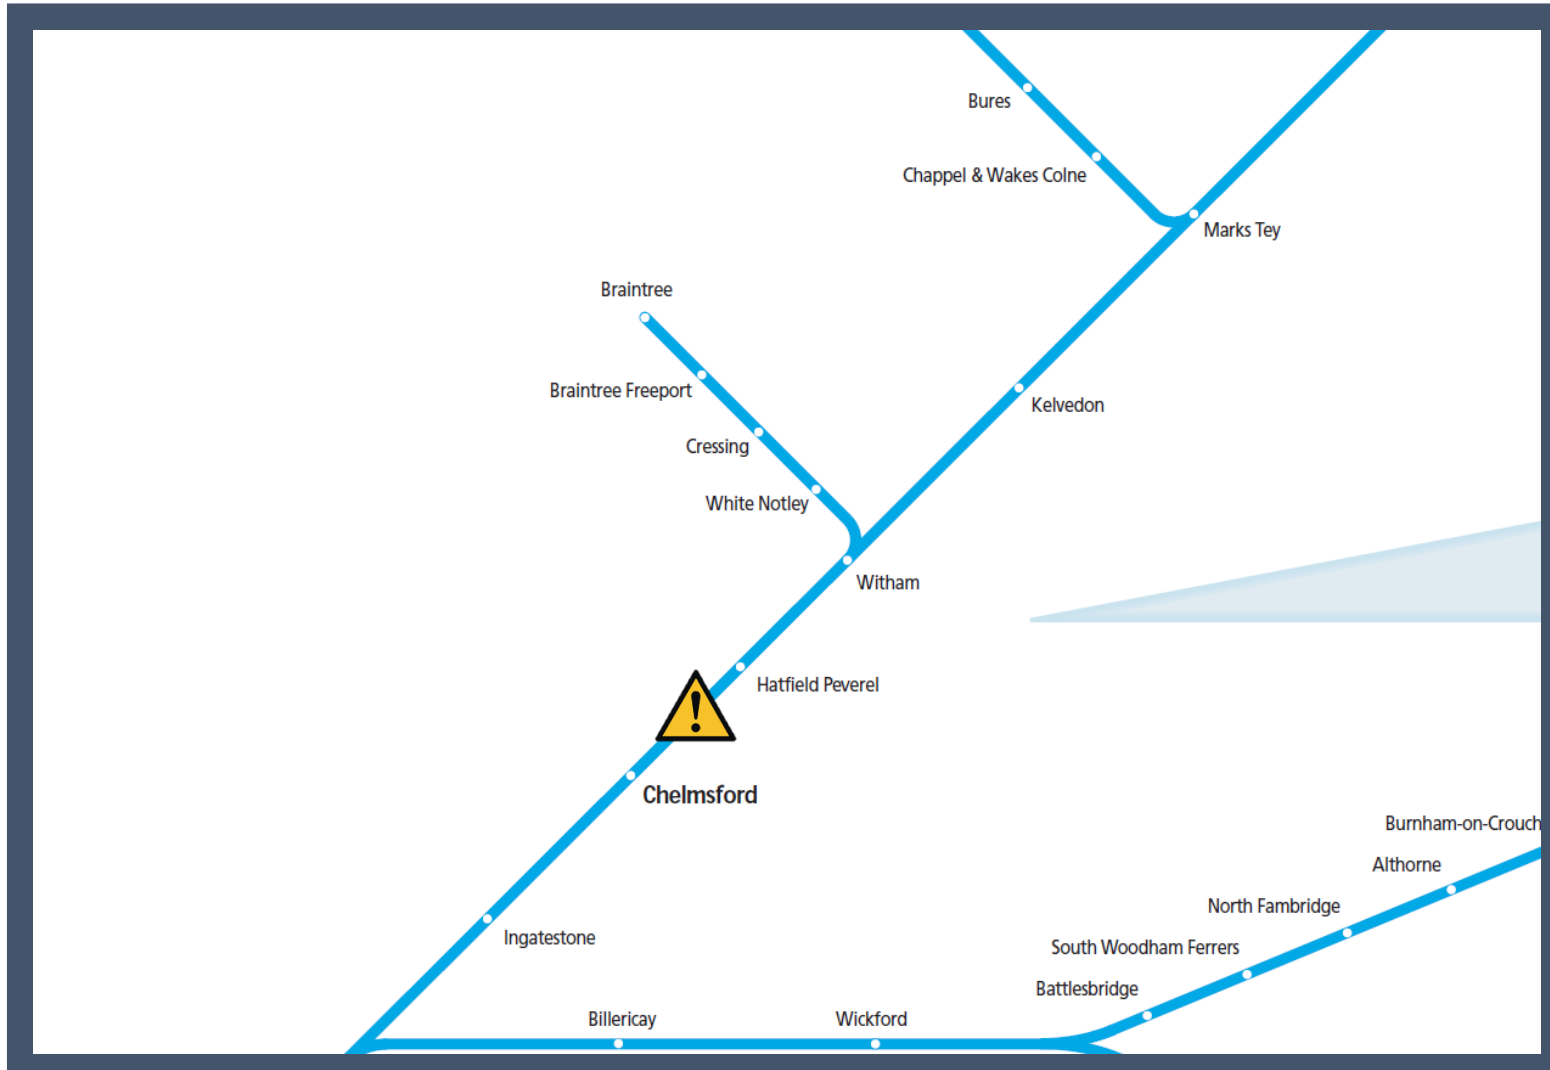 Bures
Chappel & Wakes Colne
Marks Tey
Braintree
Braintree Freeport
Kelvedon
Cressing
White Notley
Witham
Hatfield Peverel
!
Chelmsford
Burnham-on-Crouch
Althorne
North Fambridge
Ingatestone
South Woodham Ferrers
Battlesbridge
Billericay
Wickford